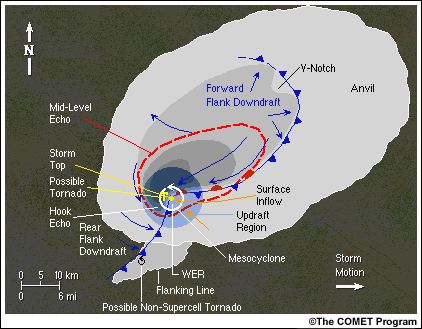 N
V-Notch
Forward
Flank Downdraft
Anvil
Mid-Level
Echo
Storm
Top
Possible
Tornado
Hook
Echo
Rear
Flank
Downdraft
Surface
Inflow
Updraft
Region
Mesocyclone
WER
Flanking Line
Possible Non-Supercell Tornado
0 5 10 km
0 6 mi
Storm
Motion
©The COMET Program